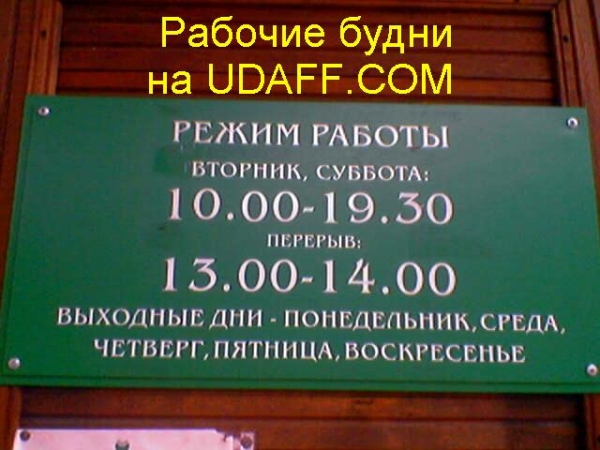 Рабочие будни
на UDAFF.COM
РЕЖИМ РАБОТЫ
ВТОРНИК, СУББОТА:
10.00-19.30
ПЕРЕРЫВ:
13.00-14.00
ВЫХОДНЫЕ ДНИ - ПОНЕДЕЛЬНИК, СРЕДА,
ЧЕТВЕРГ, ПЯТНИЦА, ВОСКРЕСЕНЬЕ